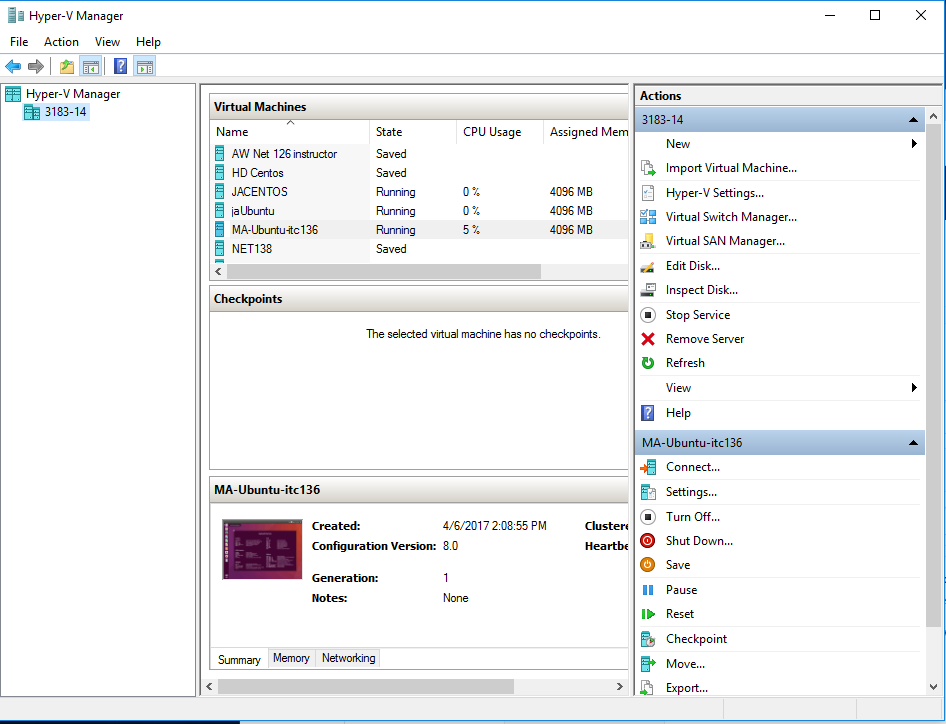 Hyper-V Manager
File Action View Help
Hyper-V Manager
3183-14
Virtual Machines
Name State CPU Usage Assigned Mem
AW Net 126 instructor Saved
HD Centos Saved
JACENTOS Running 0 % 4096 MB
jaUbuntu Running 0 % 4096 MB
MA-Ubuntu-itc136 Running 5 % 4096 MB
NET138 Saved
Checkpoints
The selected virtual machine has no checkpoints.
MA-Ubuntu-itc136
Created: 4/6/2017 2:08:55 PM Clustere
Configuration Version: 8.0 Heartbe
Generation: 1
Notes: None
Summary Memory Networking
Actions
3183-14
New
Import Virtual Machine...
Hyper-V Settings...
Virtual Switch Manager...
Virtual SAN Manager...
Edit Disk...
Inspect Disk...
Stop Service
Remove Server
Refresh
View
Help
MA-Ubuntu-itc136
Connect...
Settings...
Turn Off...
Shut Down...
Save
Pause
Reset
Checkpoint
Move...
Export...